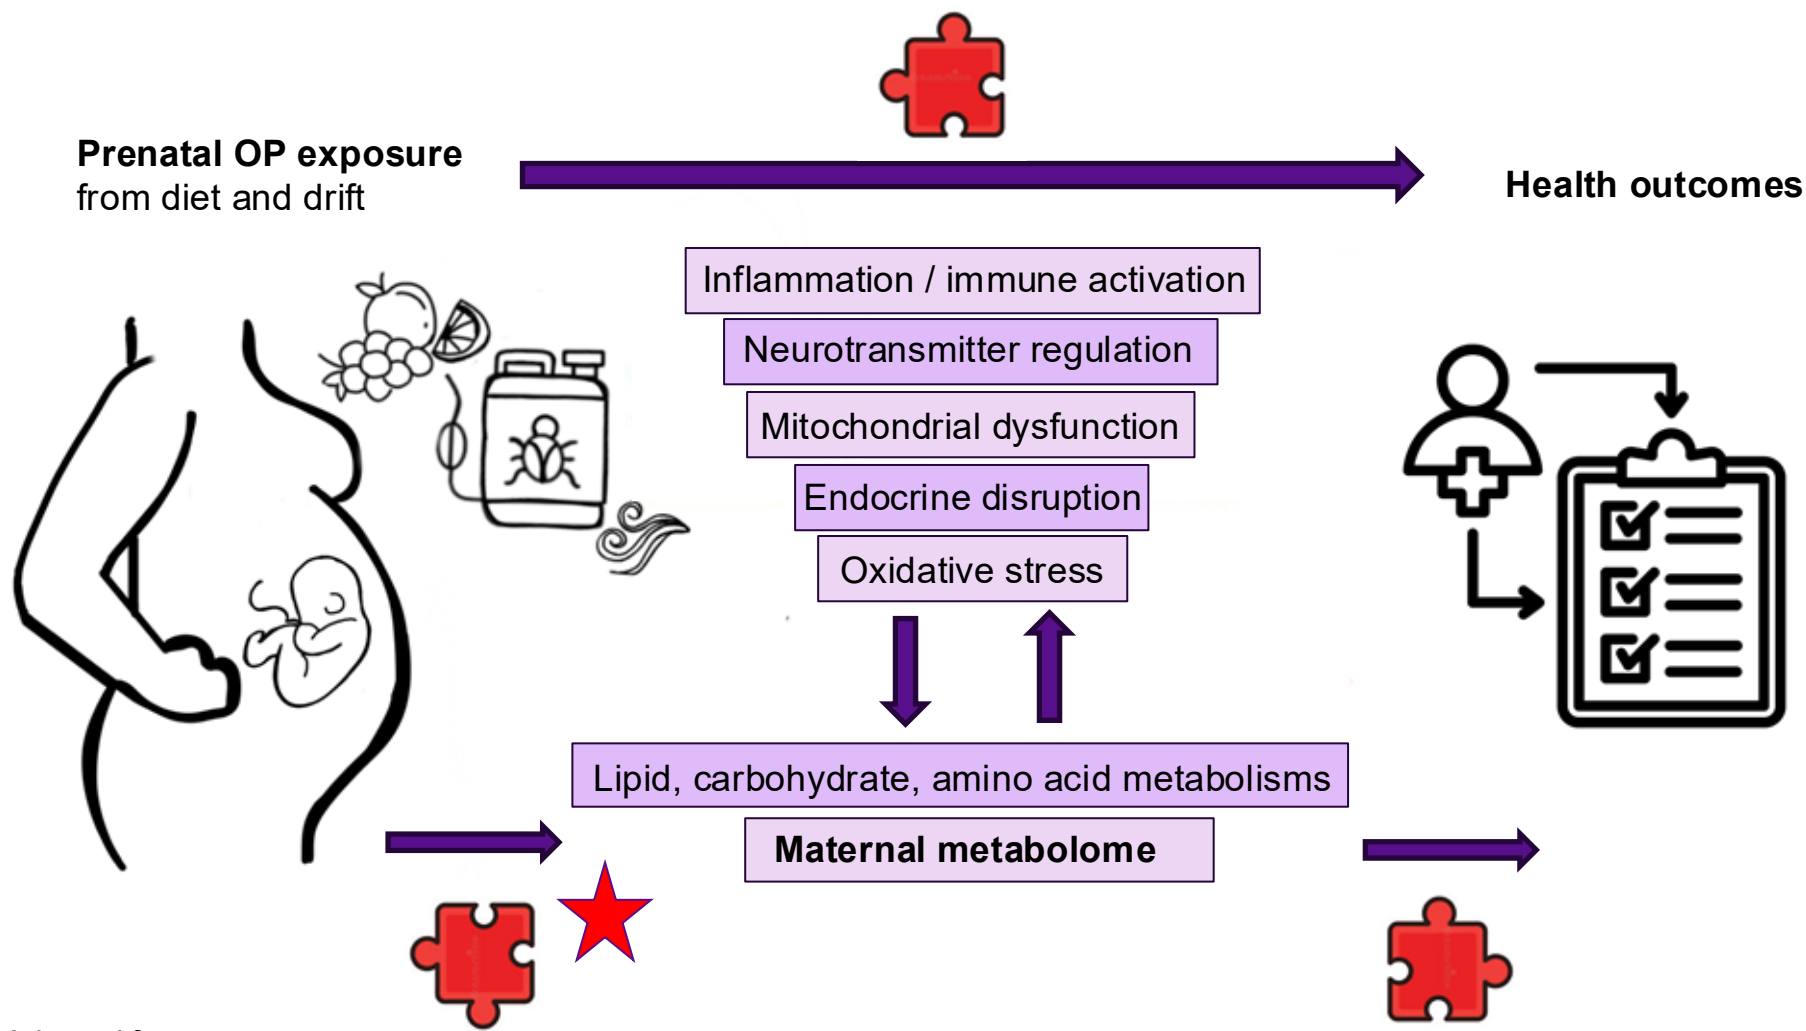 Prenatal OP exposure
from diet and drift
Health outcomes
Inflammation / immune activation
Neurotransmitter regulation
Mitochondrial dysfunction
Endocrine disruption
Oxidative stress
Lipid, carbohydrate, amino acid metabolisms
Maternal metabolome